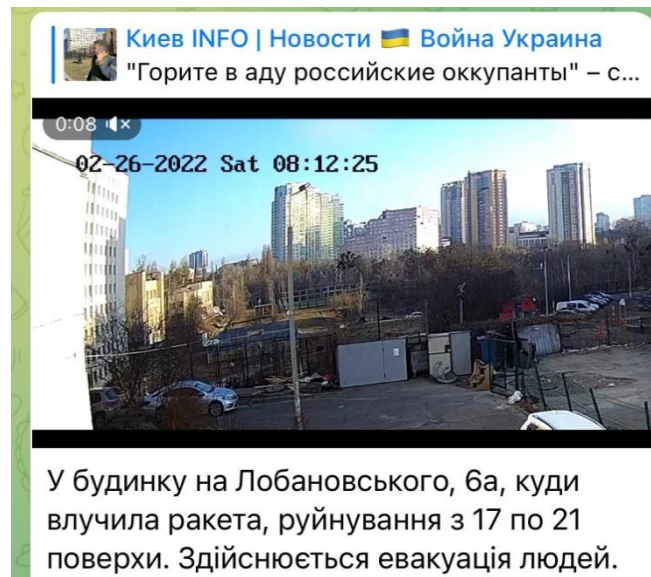 Киев INFO | Новости 🇺🇦 Война Украина
"Горите в аду российские оккупанты" – с...
0:08
02-26-2022 Sat 08:12:25
У будинку на Лобановського, 6а, куди
влучила ракета, руйнування з 17 по 21
поверхи. Здійснюється евакуація людей.